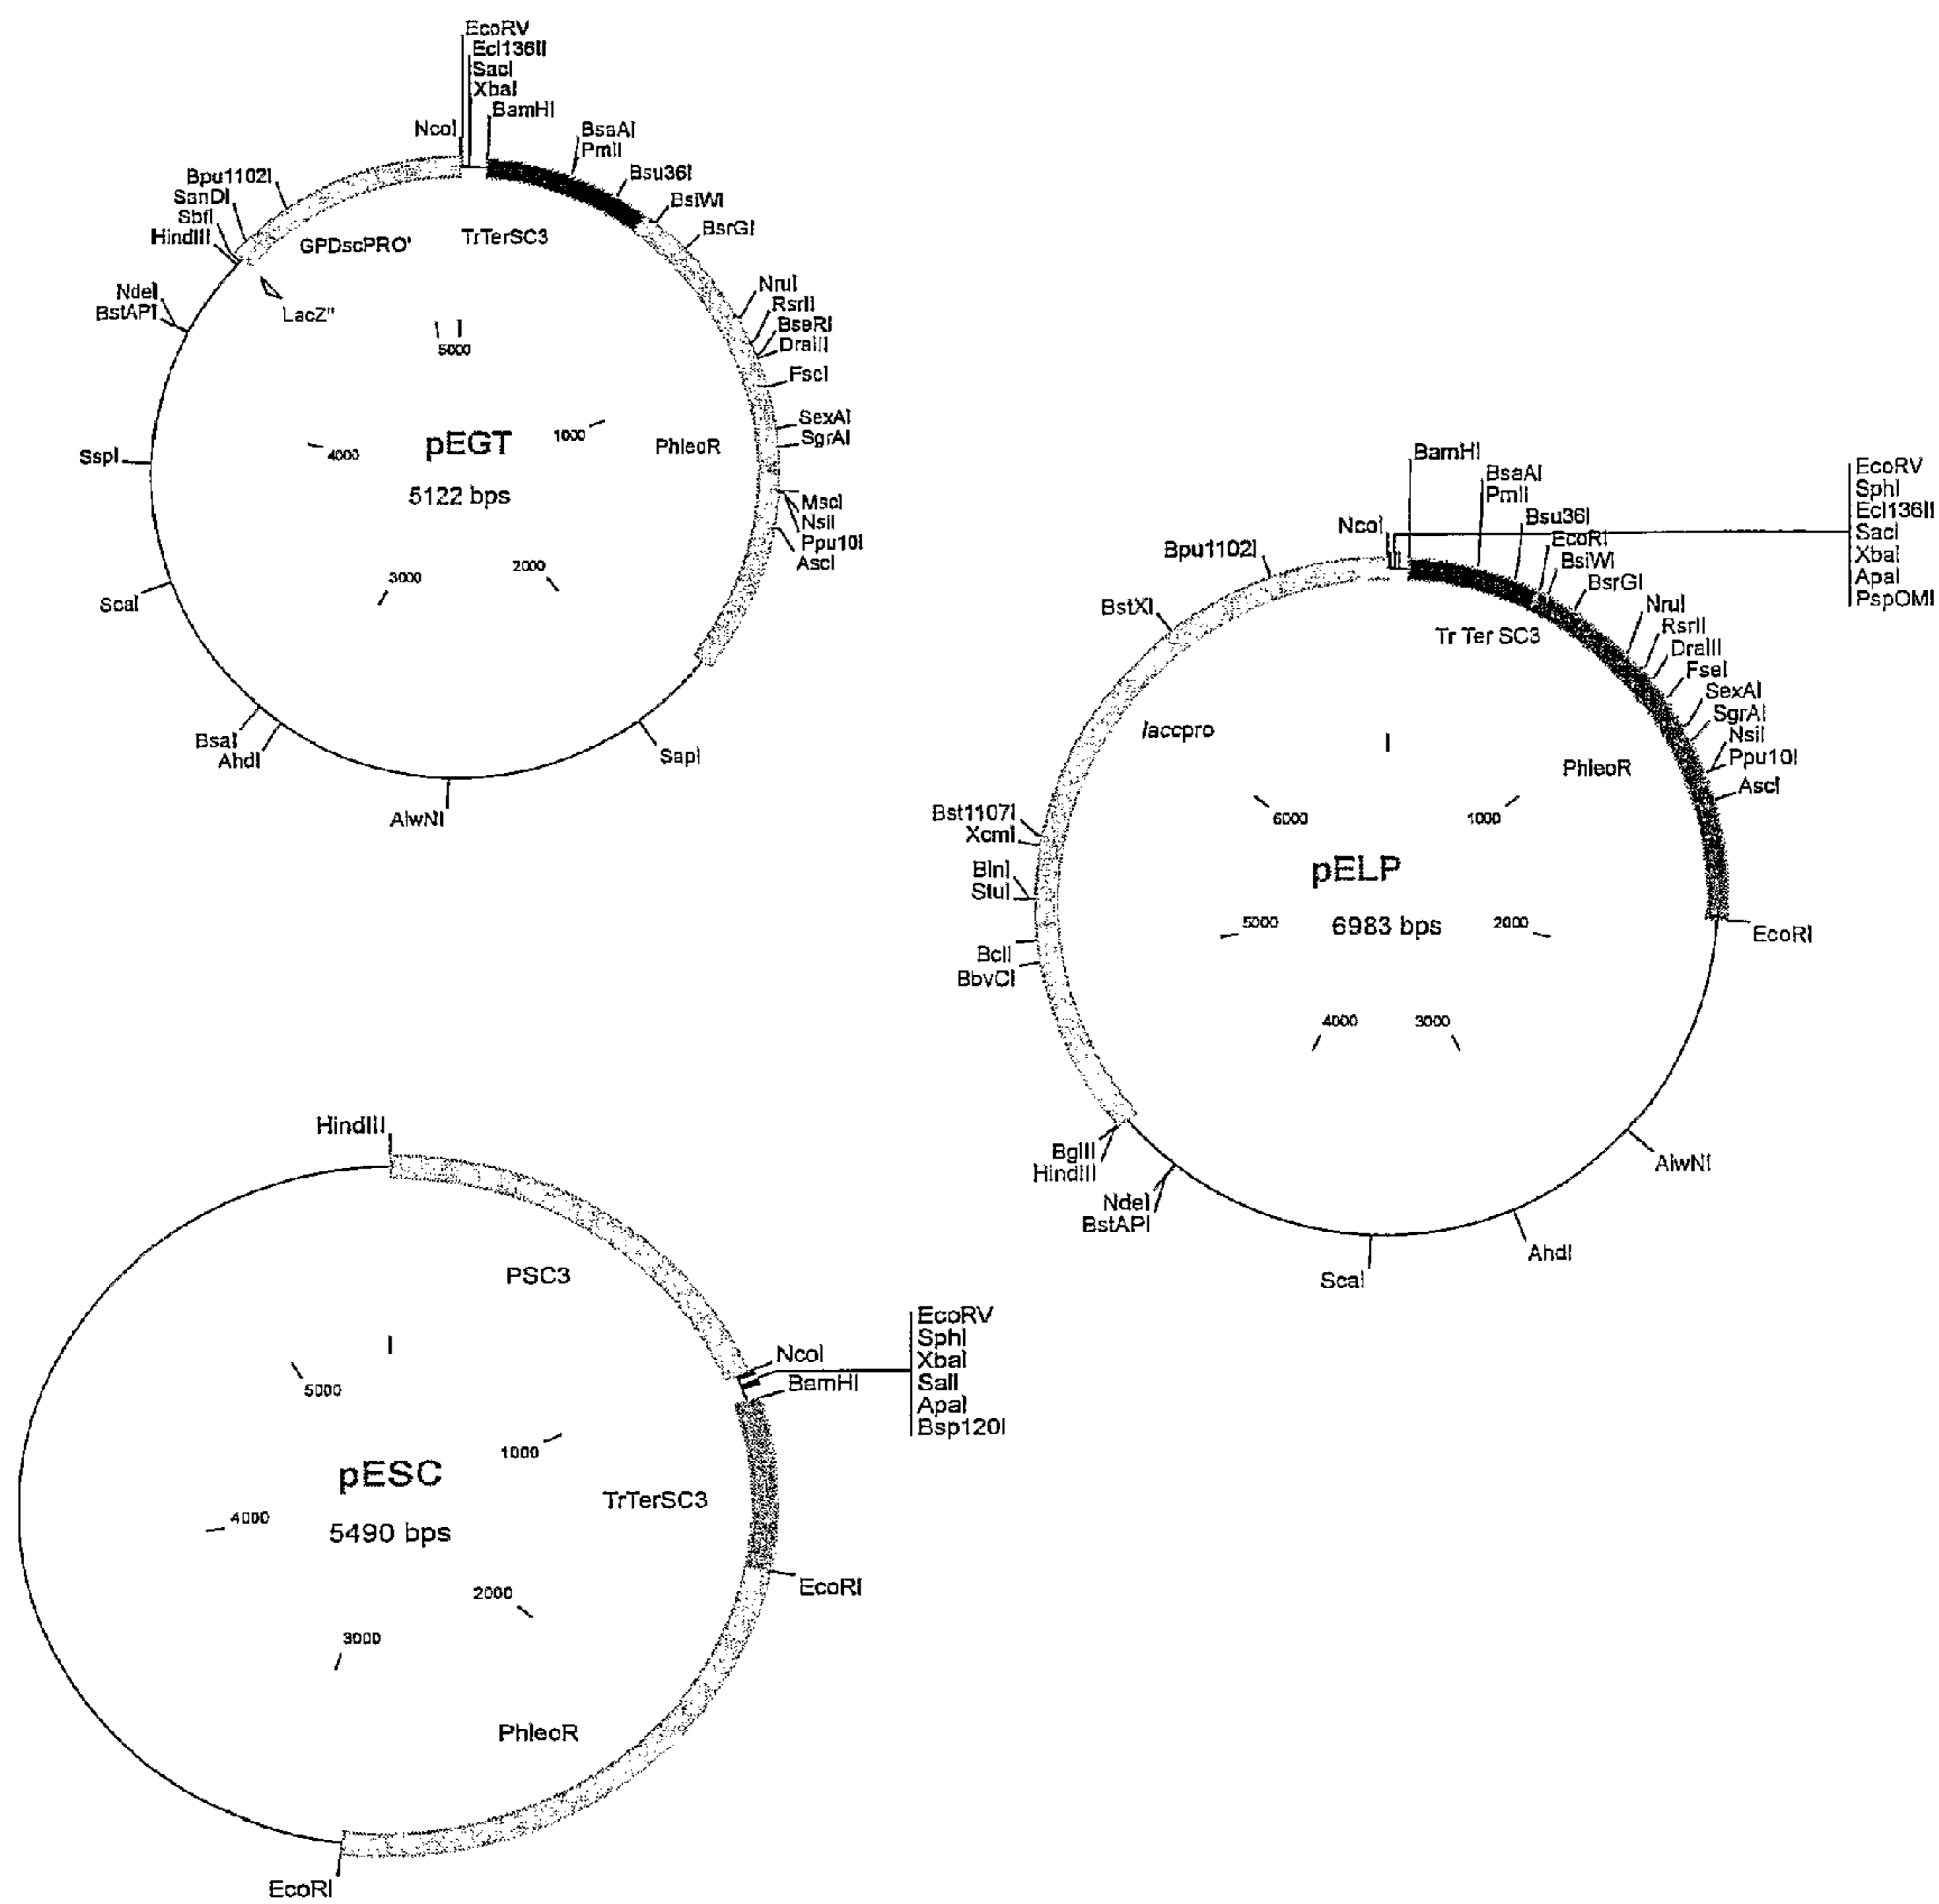 EcoRV
Ecl136II
SacI
XbaI
BamHI
NcoI
BsaAI
PmlI
Bsu36I
BsiWI
BsrGI
Bpu1102I
SanDI
SbfI
HindIII
GPDscPRO'
TrTerSC3
LacZ''
NdeI
BstAPI
NruI
RsrII
BseRI
DraIII
FseI
SexAI
SgrAI
PhleoR
MscI
NsiI
Ppu10I
AscI
5000
1000
4000
pEGT
5122 bps
3000
2000
SspI
ScaI
BsaI
AhdI
AlwNI
SapI
BamHI
BsaAI
PmlI
Bsu36I
EcoRI
BsiWI
BsrGI
NcoI
EcoRV
SphI
Ecl136II
SacI
XbaI
ApaI
PspOMI
Bpu1102I
BstXI
Tr Ter SC3
NruI
RsrII
DraIII
FseI
SexAI
SgrAI
NsiI
Ppu10I
AscI
laccpro
PhleoR
Bst1107I
XcmI
BlnI
StuI
BclI
BbvCI
6000
1000
pELP
5000
6983 bps
2000
4000
3000
EcoRI
BglII
HindIII
NdeI
BstAPI
ScaI
AhdI
AlwNI
HindIII
PSC3
NcoI
BamHI
EcoRV
SphI
XbaI
SalI
ApaI
Bsp120I
5000
1000
pESC
TrTerSC3
4000
5490 bps
2000
3000
EcoRI
PhleoR
EcoRI